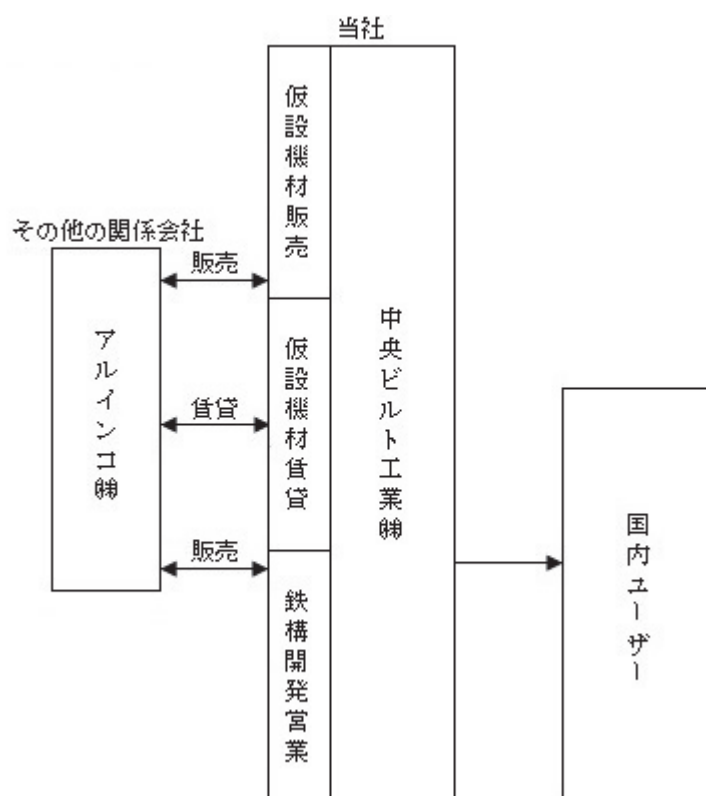 当社
仮設機材販売
その他の関係会社
販売
アルインコ㈱
賃貸
仮設機材賃貸
中央ビルト工業㈱
販売
鉄構開発営業
国内ユーザー